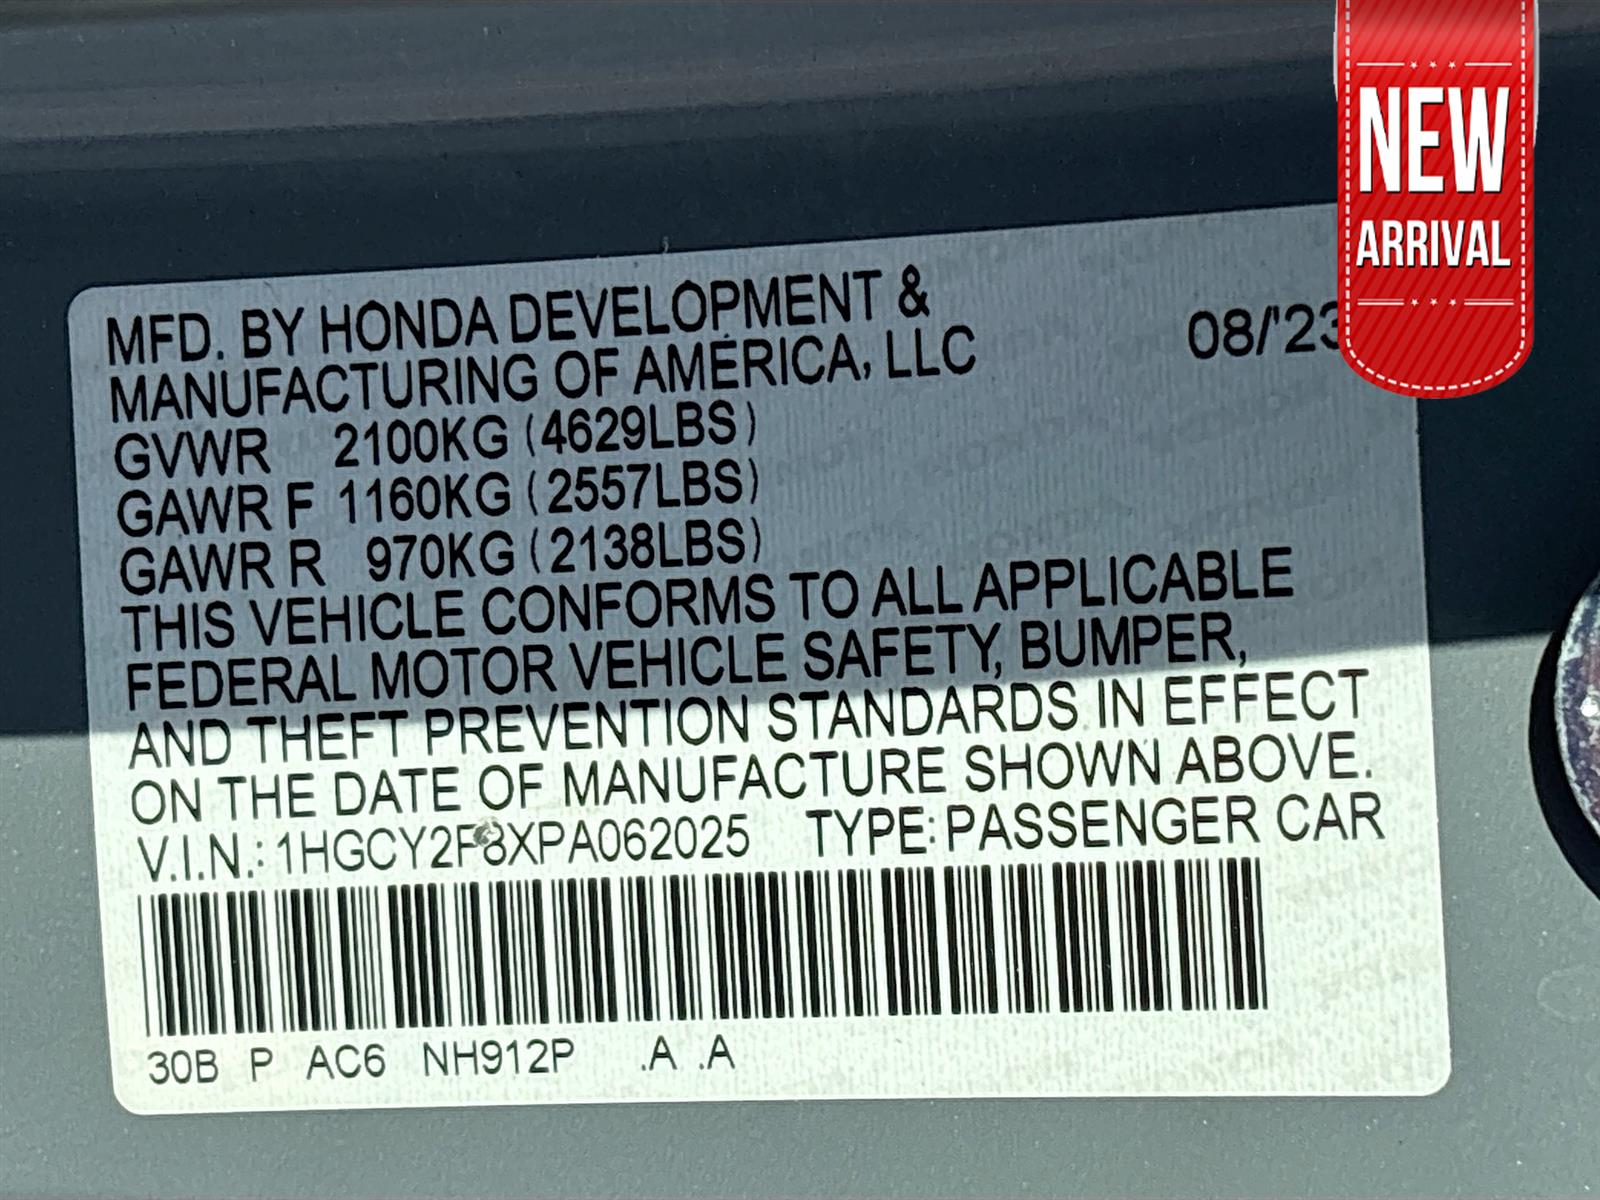 NEW
ARRIVAL
MFD. BY HONDA DEVELOPMENT &
MANUFACTURING OF AMERICA, LLC 08/'23
GVWR 2100KG (4629LBS)
GAWR F 1160KG (2557LBS)
GAWR R 970KG (2138LBS)
THIS VEHICLE CONFORMS TO ALL APPLICABLE
FEDERAL MOTOR VEHICLE SAFETY, BUMPER,
AND THEFT PREVENTION STANDARDS IN EFFECT
ON THE DATE OF MANUFACTURE SHOWN ABOVE.
V.I.N.: 1HGCY2F8XPA062025 TYPE: PASSENGER CAR
30B P AC6 NH912P .A .A